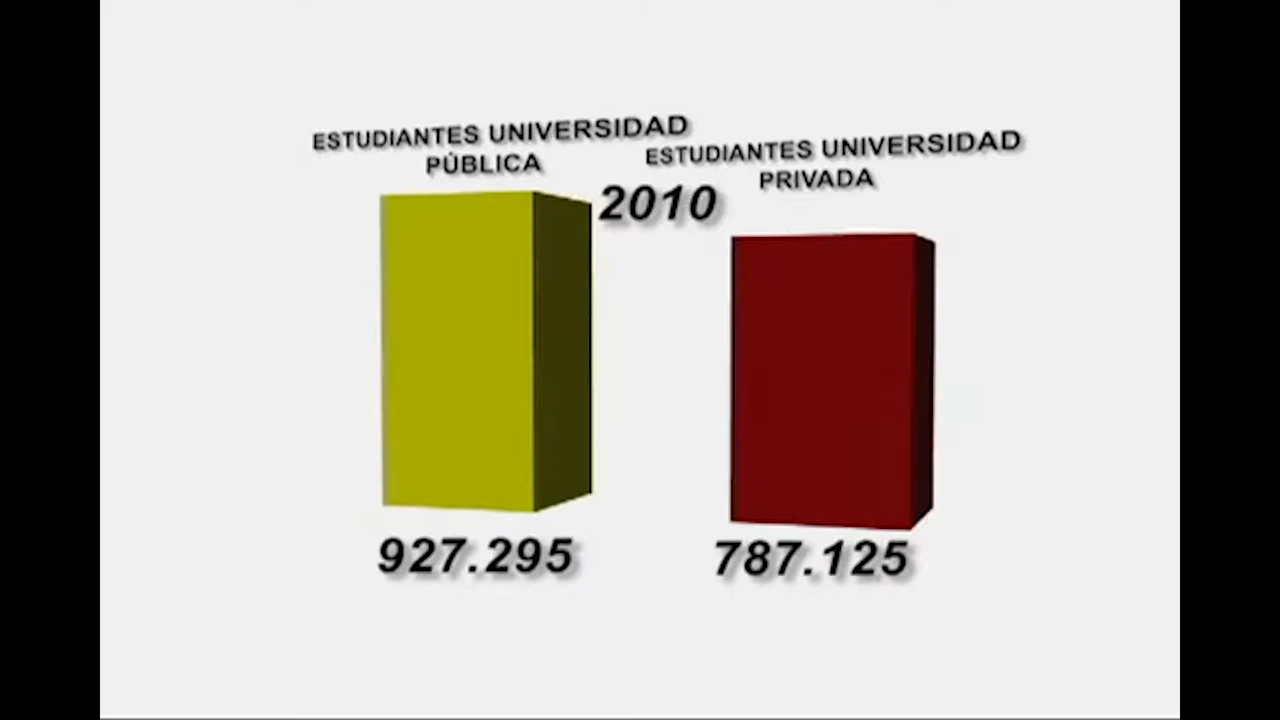 ESTUDIANTES UNIVERSIDAD
PÚBLICA
ESTUDIANTES UNIVERSIDAD
PRIVADA
2010
927.295
787.125